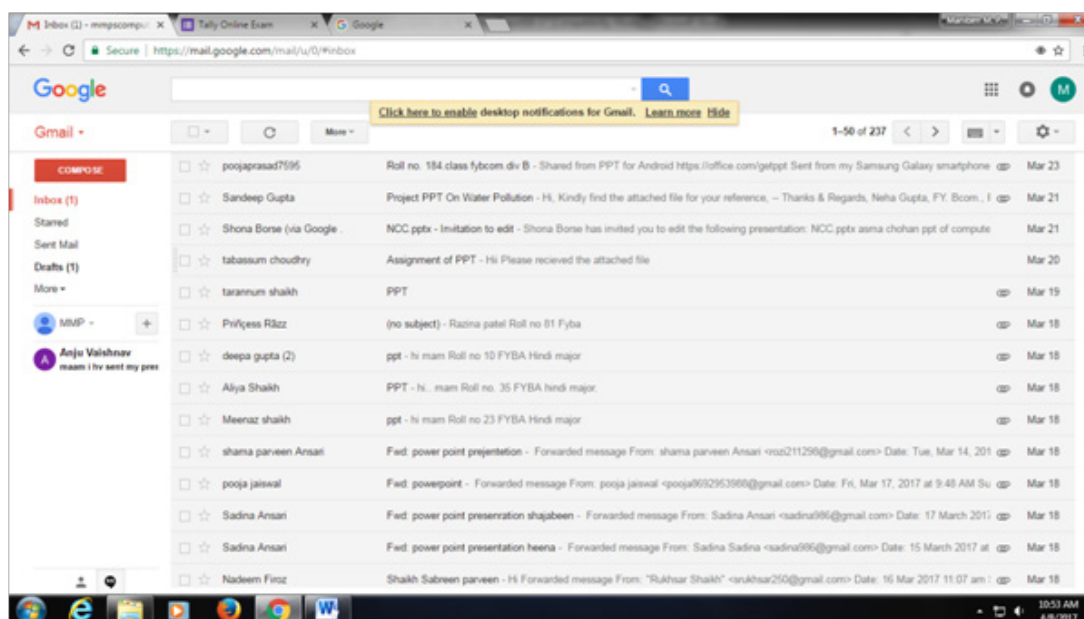 Inbox (1) - mmpscomput Tally Online Exam Google
Secure | https://mail.google.com/mail/u/0/#inbox
Google
Click here to enable desktop notifications for Gmail. Learn more Hide
Gmail More 1–50 of 237
COMPOSE
Inbox (1)
Starred
Sent Mail
Drafts (1)
More
MMP
Anju Vaishnav
maam i hv sent my pres
M
A
poojaprasad7595 Roll no. 184.class.fybcom.div B - Shared from PPT for Android https://office.com/getppt Sent from my Samsung Galaxy smartphone Mar 23
Sandeep Gupta Project PPT On Water Pollution - Hi, Kindly find the attached file for your reference, -- Thanks & Regards, Neha Gupta, FY. Bcom., Mar 21
Shona Borse (via Google . NCC.pptx - Invitation to edit - Shona Borse has invited you to edit the following presentation: NCC.pptx asma chohan ppt of compute Mar 21
tabassum choudhry Assignment of PPT - Hii Please recieved the attached file Mar 20
tarannum shaikh PPT Mar 19
(no subject) - Razina patel Roll no 81 Fyba Mar 18
deepa gupta (2) ppt - hi mam Roll no 10 FYBA Hindi major Mar 18
Aliya Shaikh PPT - hi.. mam Roll no. 35 FYBA hindi major. Mar 18
Meenaz shaikh ppt - hi mam Roll no 23 FYBA Hindi major Mar 18
shama parveen Ansari Fwd: power point prejentetion - Forwarded message From: shama parveen Ansari <rozi211298@gmail.com> Date: Tue, Mar 14, 201 Mar 18
pooja jaiswal Fwd: powerpoint - Forwarded message From: pooja jaiswal <pooja8692953988@gmail.com> Date: Fri, Mar 17, 2017 at 9:48 AM Su Mar 18
Sadina Ansari Fwd: power point presenration shajabeen - Forwarded message From: Sadina Ansari <sadina986@gmail.com> Date: 17 March 2017 Mar 18
Sadina Ansari Fwd: power point presentation heena - Forwarded message From: Sadina Sadina <sadina986@gmail.com> Date: 15 March 2017 at Mar 18
Nadeem Firoz Shaikh Sabreen parveen - Hi Forwarded message From: "Rukhsar Shaikh" <srukhsar250@gmail.com> Date: 16 Mar 2017 11:07 am Mar 18
10:53 AM
4/8/2017